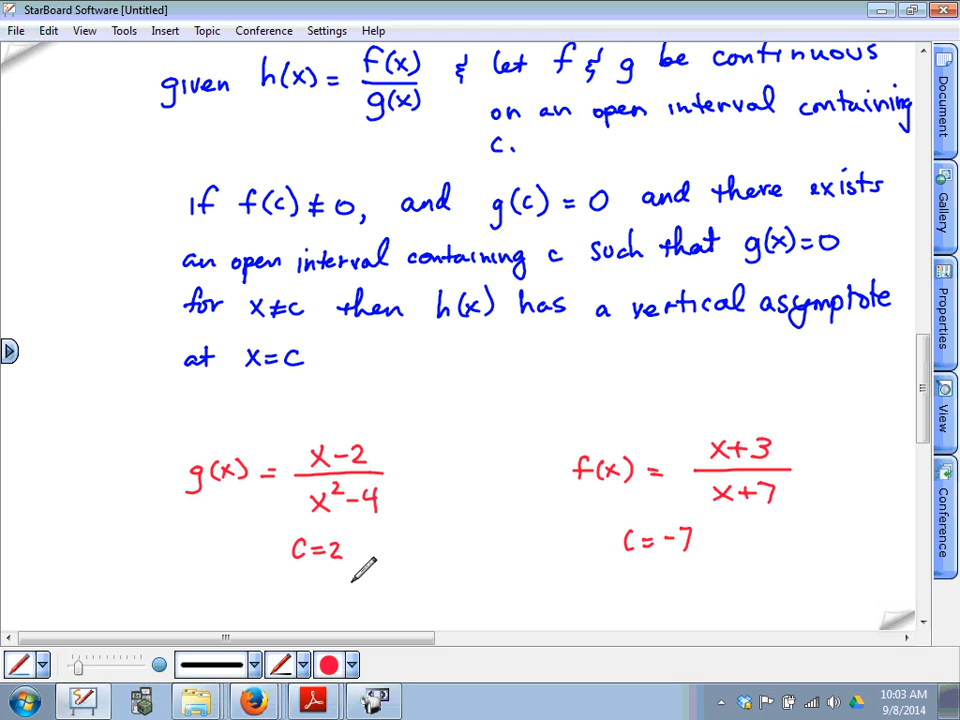 StarBoard Software [Untitled]
File Edit View Tools Insert Topic Conference Settings Help
given h(x) = f(x)/g(x) & let f & g be continuous
on an open interval containing
c.
If f(c) ≠ 0, and g(c) = 0 and there exists
an open interval containing c such that g(x)=0
for x≠c then h(x) has a vertical asymptote
at x=c
g(x) = (x-2)/(x²-4)
c=2
f(x) = (x+3)/(x+7)
c=-7
Document
Gallery
Properties
View
Conference
10:03 AM
9/8/2014